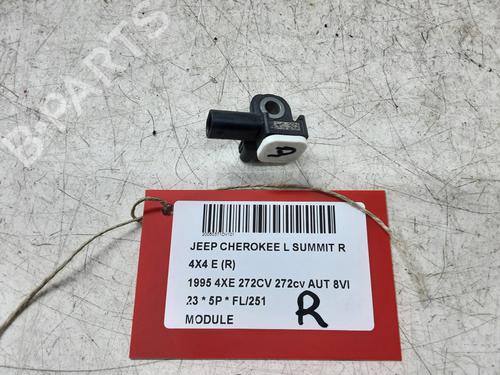 B-PARTS
R
JEEP CHEROKEE L SUMMIT R
4X4 E (R)
1995 4XE 272CV 272cv AUT 8VI
23 * 5P * FL/251
MODULE
R